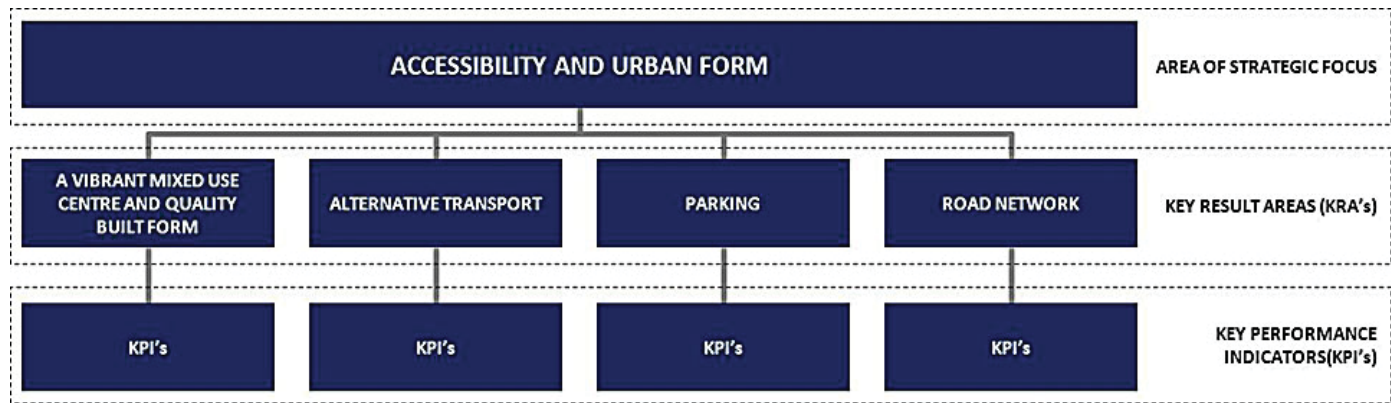 ACCESSIBILITY AND URBAN FORM
AREA OF STRATEGIC FOCUS
A VIBRANT MIXED USE
CENTRE AND QUALITY
BUILT FORM
ALTERNATIVE TRANSPORT
PARKING
ROAD NETWORK
KEY RESULT AREAS (KRA's)
KPI's
KPI's
KPI's
KPI's
KEY PERFORMANCE
INDICATORS(KPI's)